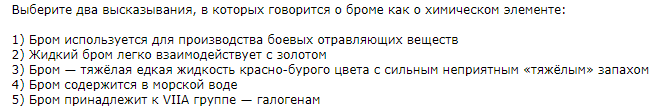 Выберите два высказывания, в которых говорится о броме как о химическом элементе:
1) Бром используется для производства боевых отравляющих веществ
2) Жидкий бром легко взаимодействует с золотом
3) Бром — тяжёлая едкая жидкость красно-бурого цвета с сильным неприятным «тяжёлым» запахом
4) Бром содержится в морской воде
5) Бром принадлежит к VIIA группе — галогенам